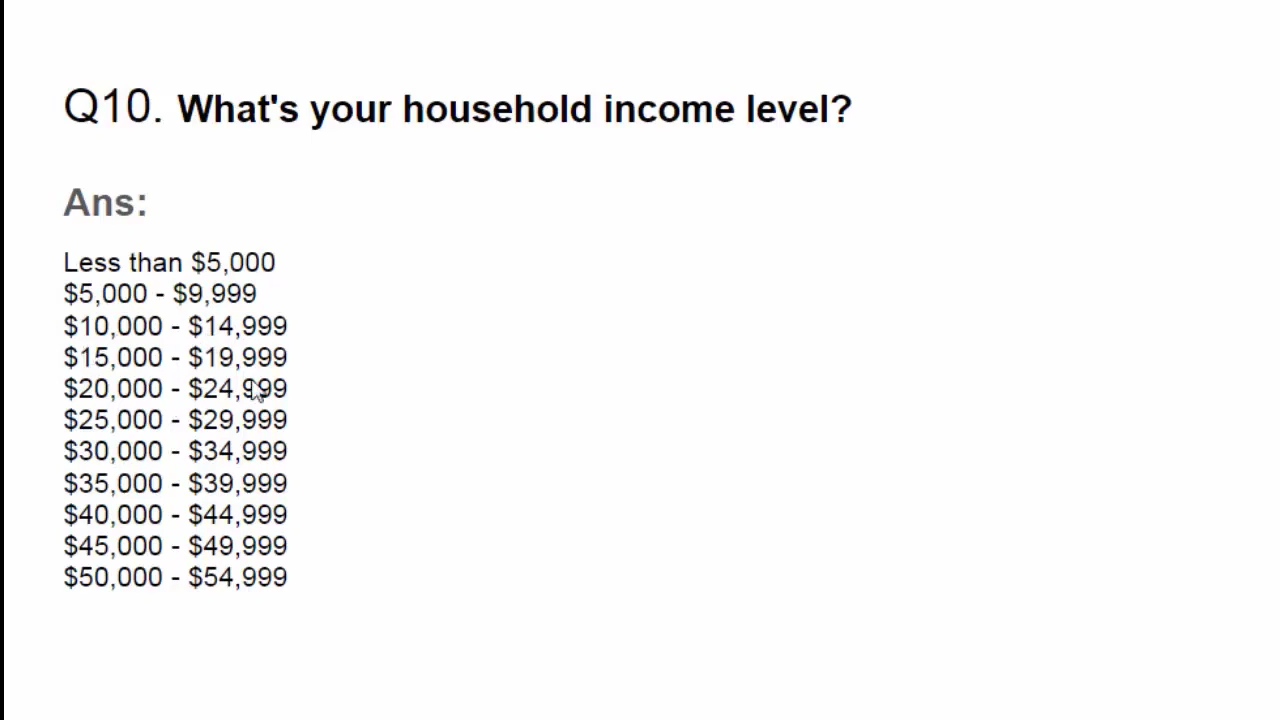 Q10. What's your household income level?
Ans:
Less than $5,000
$5,000 - $9,999
$10,000 - $14,999
$15,000 - $19,999
$20,000 - $24,999
$25,000 - $29,999
$30,000 - $34,999
$35,000 - $39,999
$40,000 - $44,999
$45,000 - $49,999
$50,000 - $54,999